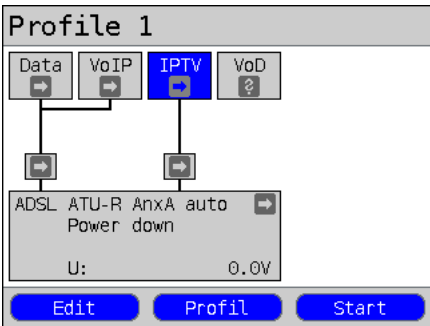 Profile 1
Data VoIP IPTV VoD
?
ADSL ATU-R AnxA auto
Power down
U: 0.0V
Edit Profil Start